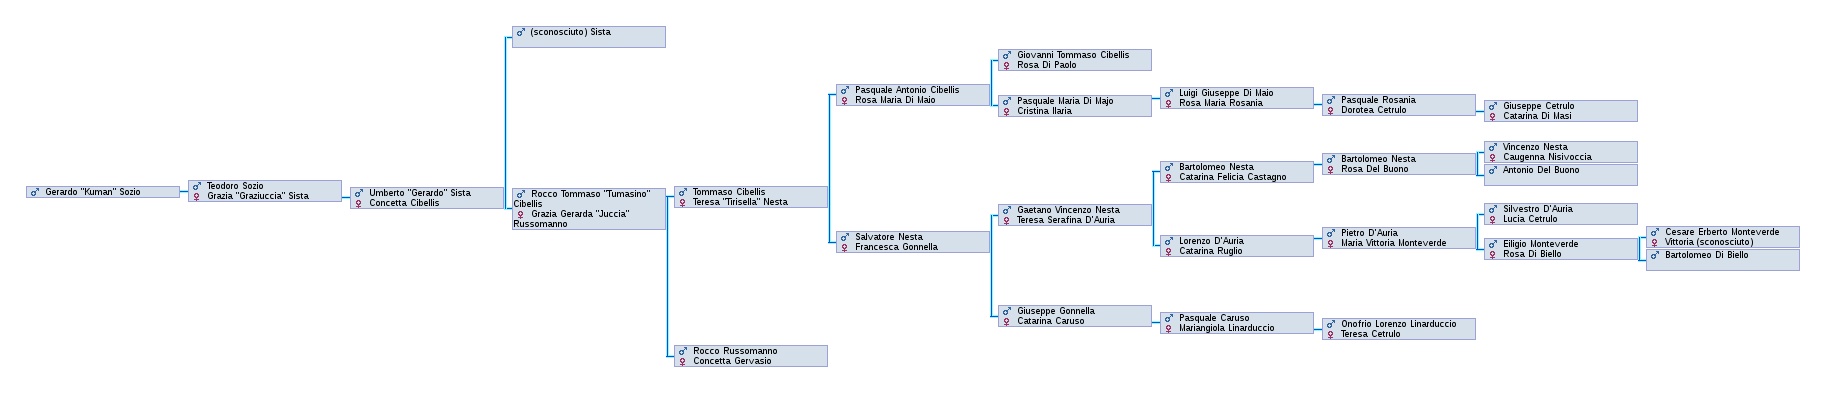 Gerardo "Kuman" Sozio
Teodoro Sozio
Grazia "Graziuccia" Sista
Umberto "Gerardo" Sista
Concetta Cibellis
(sconosciuto) Sista
Rocco Tommaso "Tumasino"
Cibellis
Grazia Gerarda "Juccia"
Russomanno
Tommaso Cibellis
Teresa "Tirisella" Nesta
Rocco Russomanno
Concetta Gervasio
Pasquale Antonio Cibellis
Rosa Maria Di Maio
Salvatore Nesta
Francesca Gonnella
Giovanni Tommaso Cibellis
Rosa Di Paolo
Pasquale Maria Di Majo
Cristina Ilaria
Gaetano Vincenzo Nesta
Teresa Serafina D'Auria
Giuseppe Gonnella
Catarina Caruso
Luigi Giuseppe Di Maio
Rosa Maria Rosania
Bartolomeo Nesta
Catarina Felicia Castagno
Lorenzo D'Auria
Catarina Ruglio
Pasquale Caruso
Mariangiola Linarduccio
Pasquale Rosania
Dorotea Cetrulo
Bartolomeo Nesta
Rosa Del Buono
Pietro D'Auria
Maria Vittoria Monteverde
Onofrio Lorenzo Linarduccio
Teresa Cetrulo
Giuseppe Cetrulo
Catarina Di Masi
Vincenzo Nesta
Caugenna Nisivoccia
Antonio Del Buono
Silvestro D'Auria
Lucia Cetrulo
Eiligio Monteverde
Rosa Di Biello
Cesare Erberto Monteverde
Vittoria (sconosciuto)
Bartolomeo Di Biello